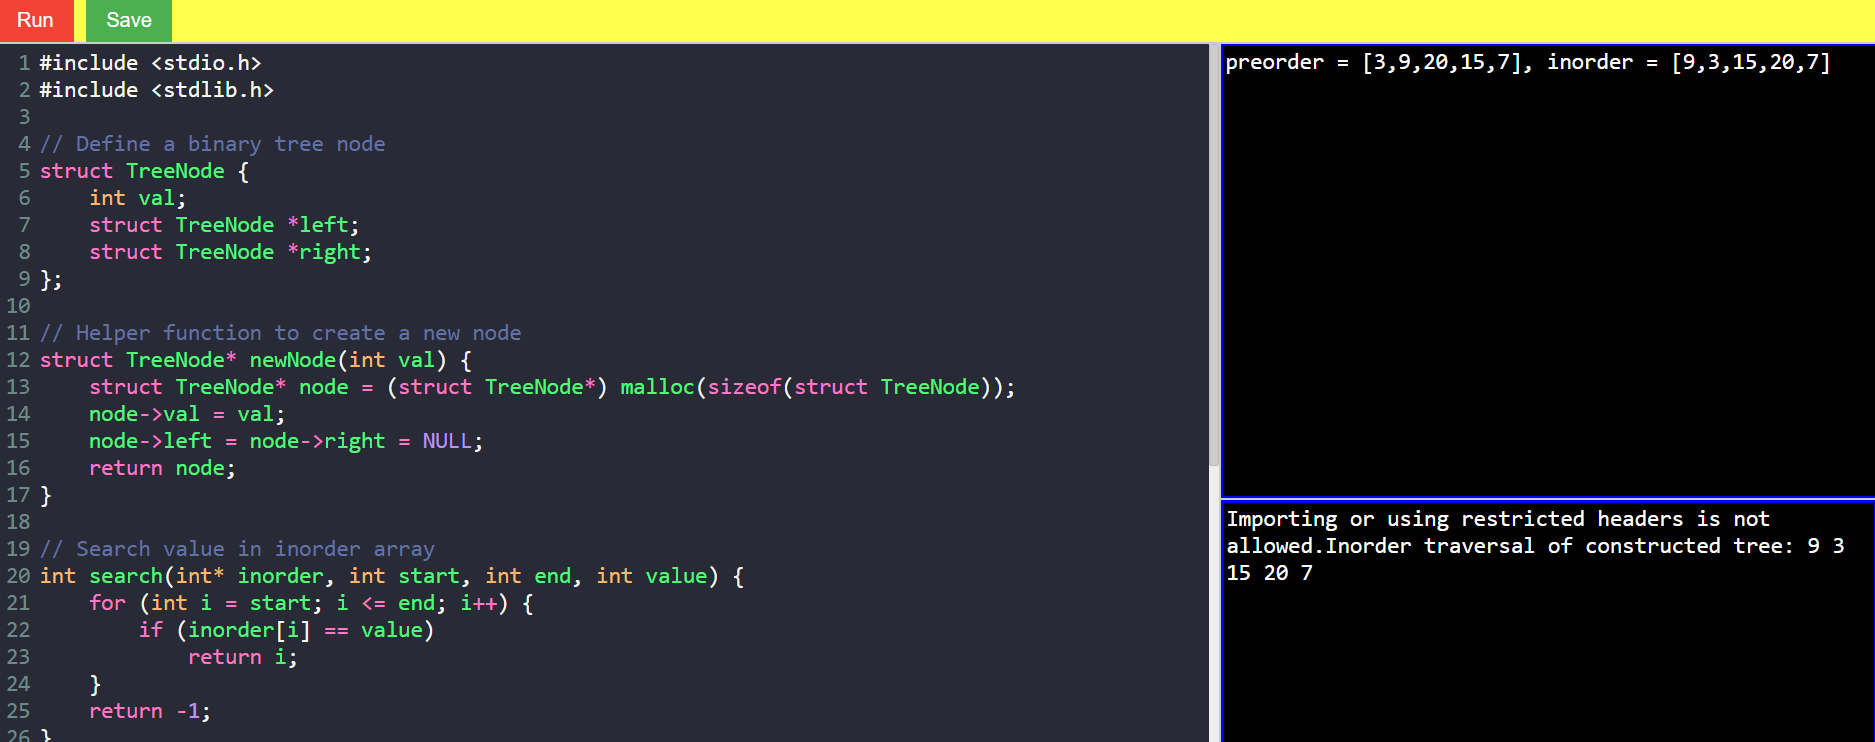 Run Save
1 #include <stdio.h>
2 #include <stdlib.h>
3
4 // Define a binary tree node
5 struct TreeNode {
6     int val;
7     struct TreeNode *left;
8     struct TreeNode *right;
9 };
10
11 // Helper function to create a new node
12 struct TreeNode* newNode(int val) {
13     struct TreeNode* node = (struct TreeNode*) malloc(sizeof(struct TreeNode));
14     node->val = val;
15     node->left = node->right = NULL;
16     return node;
17 }
18
19 // Search value in inorder array
20 int search(int* inorder, int start, int end, int value) {
21     for (int i = start; i <= end; i++) {
22         if (inorder[i] == value)
23             return i;
24     }
25     return -1;
26 }
preorder = [3,9,20,15,7], inorder = [9,3,15,20,7]
Importing or using restricted headers is not
allowed.Inorder traversal of constructed tree: 9 3
15 20 7